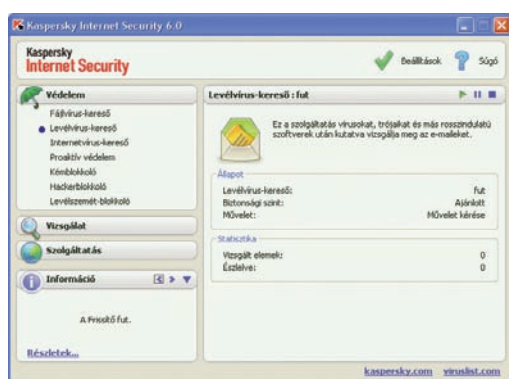 Kaspersky Internet Security 6.0
Kaspersky
Internet Security
Beállítások
Súgó
Védelem
Fájlvírus-kereső
Levélvírus-kereső
Internetvírus-kereső
Proaktív védelem
Kémblokkoló
Hackerblokkoló
Levélszemét-blokkoló
Vizsgálat
Szolgáltatás
Információ
A Frissítő fut.
Részletek...
Levélvírus-kereső : fut
Ez a szolgáltatás vírusokat, trójaikat és más rosszindulatú
szoftverek után kutatva vizsgálja meg az e-maileket.
Állapot
Levélvírus-kereső: fut
Biztonsági szint: Ajánlott
Művelet: Művelet kérése
Statisztika
Vizsgált elemek: 0
Észlelve: 0
kaspersky.com viruslist.com